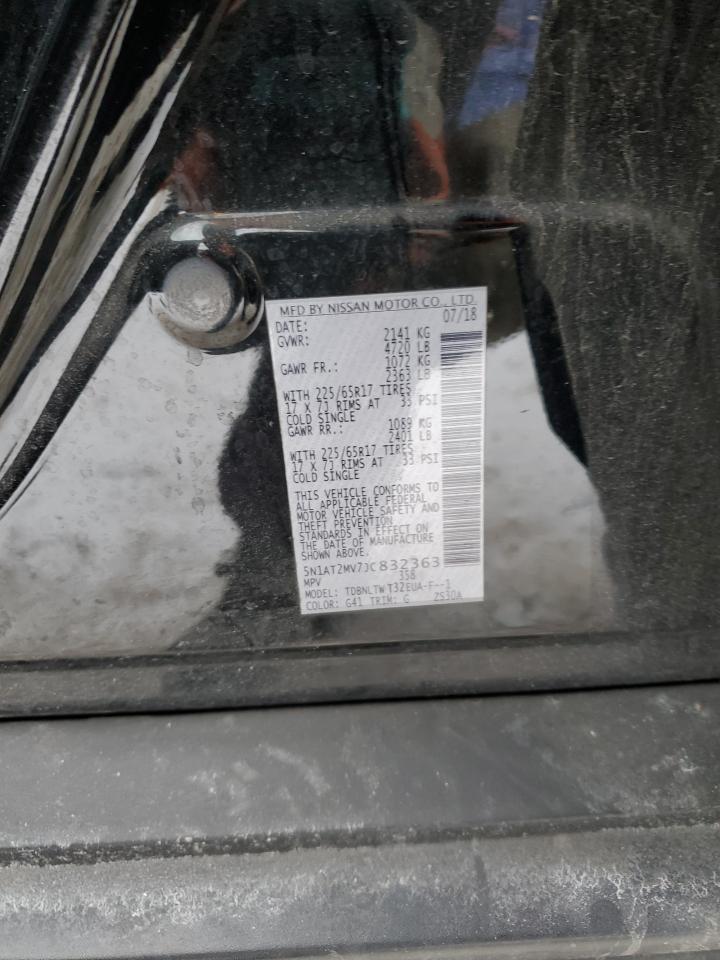 MFD BY NISSAN MOTOR CO., LTD.
DATE: 07/18
GVWR: 2141 KG
4720 LB
GAWR FR.: 1072 KG
2363 LB
WITH 225/65R17 TIRES
17 X 7J RIMS AT 33 PSI
COLD SINGLE
GAWR RR.: 1089 KG
2401 LB
WITH 225/65R17 TIRES
17 X 7J RIMS AT 33 PSI
COLD SINGLE
THIS VEHICLE CONFORMS TO
ALL APPLICABLE FEDERAL
MOTOR VEHICLE SAFETY AND
THEFT PREVENTION
STANDARDS IN EFFECT ON
THE DATE OF MANUFACTURE
SHOWN ABOVE.
5N1AT2MV7JC832363
MPV 358
MODEL: TDBNLTW T32EUA-F--1
COLOR: G41 TRIM: G ZS30A